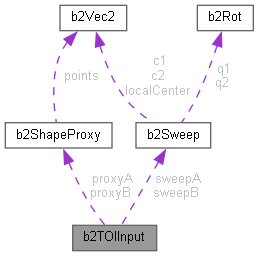 b2Vec2
b2Rot
points
c1
c2
localCenter
q1
q2
b2ShapeProxy
b2Sweep
proxyA
proxyB
sweepA
sweepB
b2TOIInput